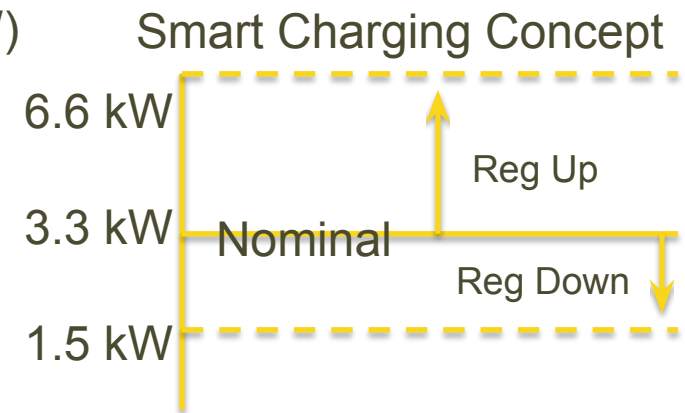 )
Smart Charging Concept
6.6 kW
Reg Up
3.3 kW
Nominal
Reg Down
1.5 kW